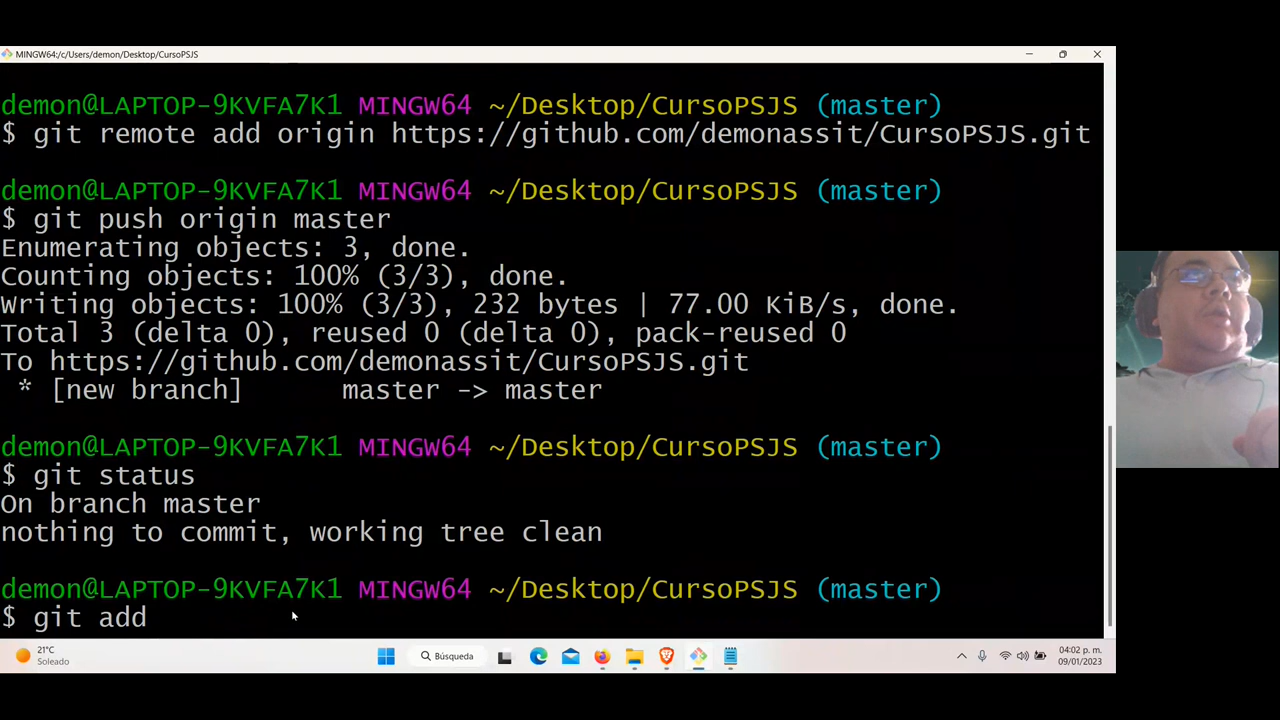 MINGW64:/c/Users/demon/Desktop/CursoPSJS
demon@LAPTOP-9KVFA7K1 MINGW64 ~/Desktop/CursoPSJS (master)
$ git remote add origin https://github.com/demonassit/CursoPSJS.git
demon@LAPTOP-9KVFA7K1 MINGW64 ~/Desktop/CursoPSJS (master)
$ git push origin master
Enumerating objects: 3, done.
Counting objects: 100% (3/3), done.
Writing objects: 100% (3/3), 232 bytes | 77.00 KiB/s, done.
Total 3 (delta 0), reused 0 (delta 0), pack-reused 0
To https://github.com/demonassit/CursoPSJS.git
* [new branch] master -> master
demon@LAPTOP-9KVFA7K1 MINGW64 ~/Desktop/CursoPSJS (master)
$ git status
On branch master
nothing to commit, working tree clean
demon@LAPTOP-9KVFA7K1 MINGW64 ~/Desktop/CursoPSJS (master)
$ git add
21°C
Soleado
Búsqueda
04:02 p. m.
09/01/2023